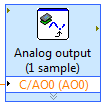 Analog output
(1 sample)
C/AO0 (AO0)